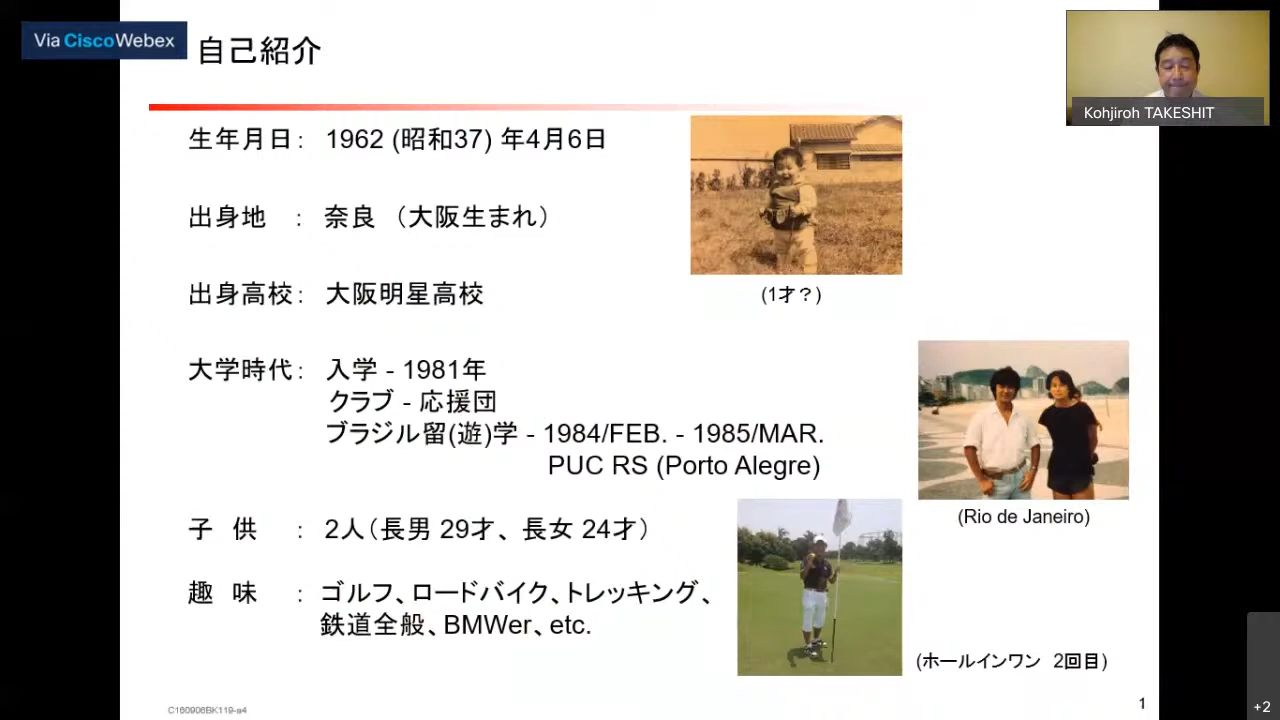 Via CiscoWebex
自己紹介
Kohjiroh TAKESHIT
生年月日： 1962 (昭和37) 年4月6日
出身地 ： 奈良 （大阪生まれ）
出身高校： 大阪明星高校
(1才？)
大学時代： 入学 - 1981年
クラブ - 応援団
ブラジル留(遊)学 - 1984/FEB. - 1985/MAR.
PUC RS (Porto Alegre)
(Rio de Janeiro)
子 供 ： 2人（長男 29才、長女 24才）
趣 味 ： ゴルフ、ロードバイク、トレッキング、
鉄道全般、BMWer、etc.
(ホールインワン 2回目)
C160906BK119-a4
1
+2